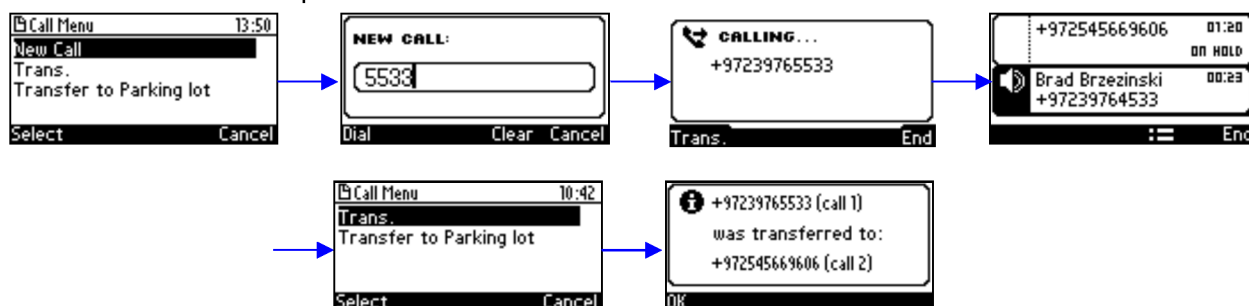 Call Menu 13:50
New Call
Trans.
Transfer to Parking lot
Select Cancel
NEW CALL:
5533
Dial Clear Cancel
CALLING...
+97239765533
Trans. End
+972545669606 01:20
ON HOLD
Brad Brzezinski 00:23
+97239764533
End
Call Menu 10:42
Trans.
Transfer to Parking lot
Select Cancel
+97239765533 (call 1)
was transferred to:
+972545669606 (call 2)
OK